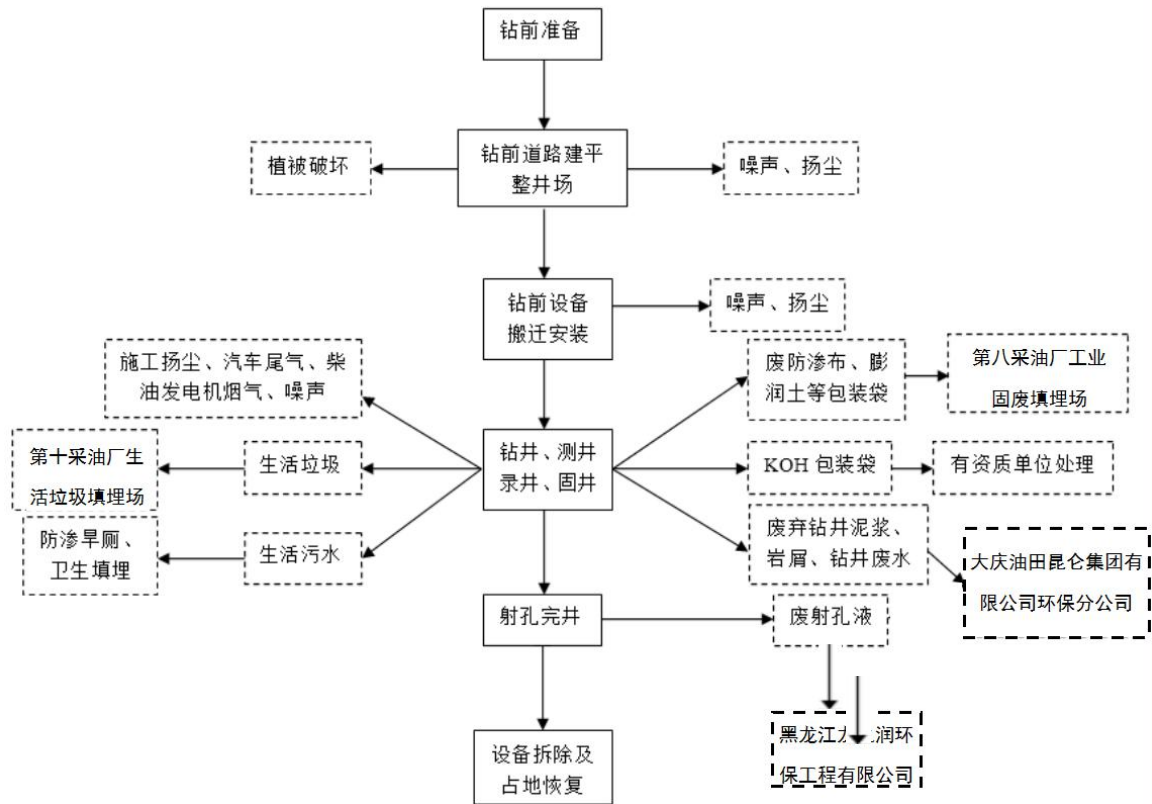 钻前准备
植被破坏
钻前道路建平
整井场
噪声、扬尘
钻前设备
搬迁安装
噪声、扬尘
施工扬尘、汽车尾气、柴
油发电机烟气、噪声
废防渗布、膨
润土等包装袋
第八采油厂工业
固废填埋场
第十采油厂生
活垃圾填埋场
生活垃圾
钻井、测井
录井、固井
KOH 包装袋
有资质单位处理
防渗旱厕、
卫生填埋
生活污水
废弃钻井泥浆、
岩屑、钻井废水
大庆油田昆仑集团有
限公司环保分公司
射孔完井
废射孔液
设备拆除及
占地恢复
黑龙江 润环
保工程有限公司